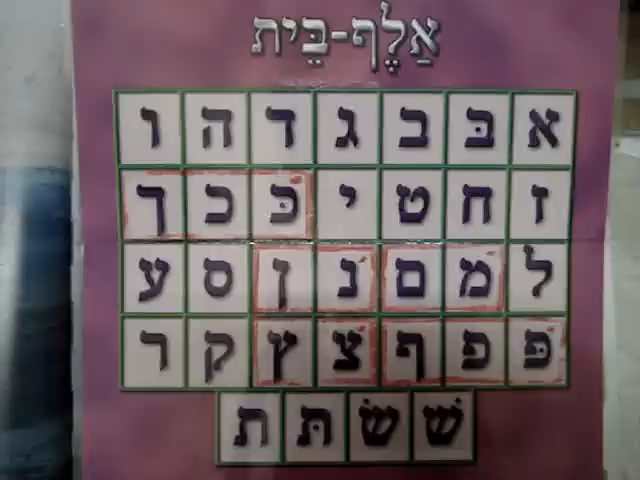 אַלֶף-בֵּית
א בּ ב ג ד ה ו
ז ח ט י כּ כ ך
ל מ ם נ ן ס ע
פּ פ ף צ ץ ק ר
שׁ שׂ תּ ת